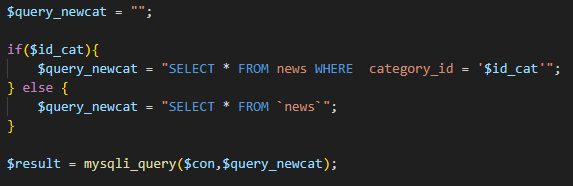 $query_newcat = "";
if($id_cat){
$query_newcat = "SELECT * FROM news WHERE  category_id = '$id_cat'";
} else {
$query_newcat = "SELECT * FROM `news`";
}
$result = mysqli_query($con,$query_newcat);